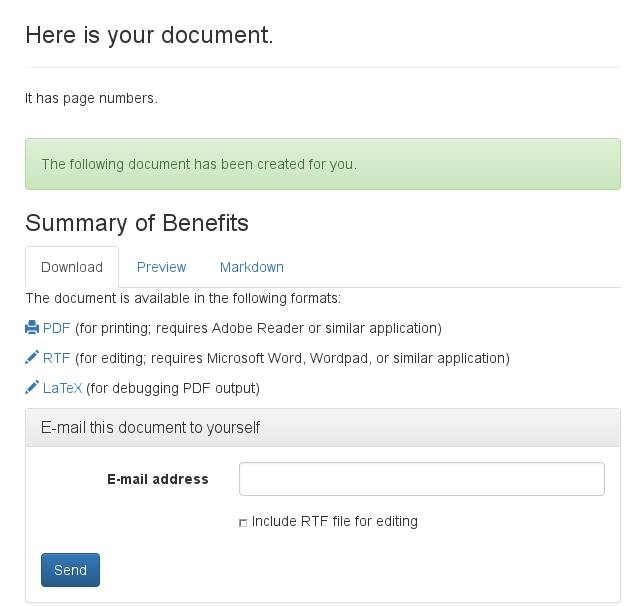 Here is your document.
It has page numbers.
The following document has been created for you.
Summary of Benefits
Download Preview Markdown
The document is available in the following formats:
PDF (for printing; requires Adobe Reader or similar application)
RTF (for editing; requires Microsoft Word, Wordpad, or similar application)
LaTeX (for debugging PDF output)
E-mail this document to yourself
E-mail address
Include RTF file for editing
Send